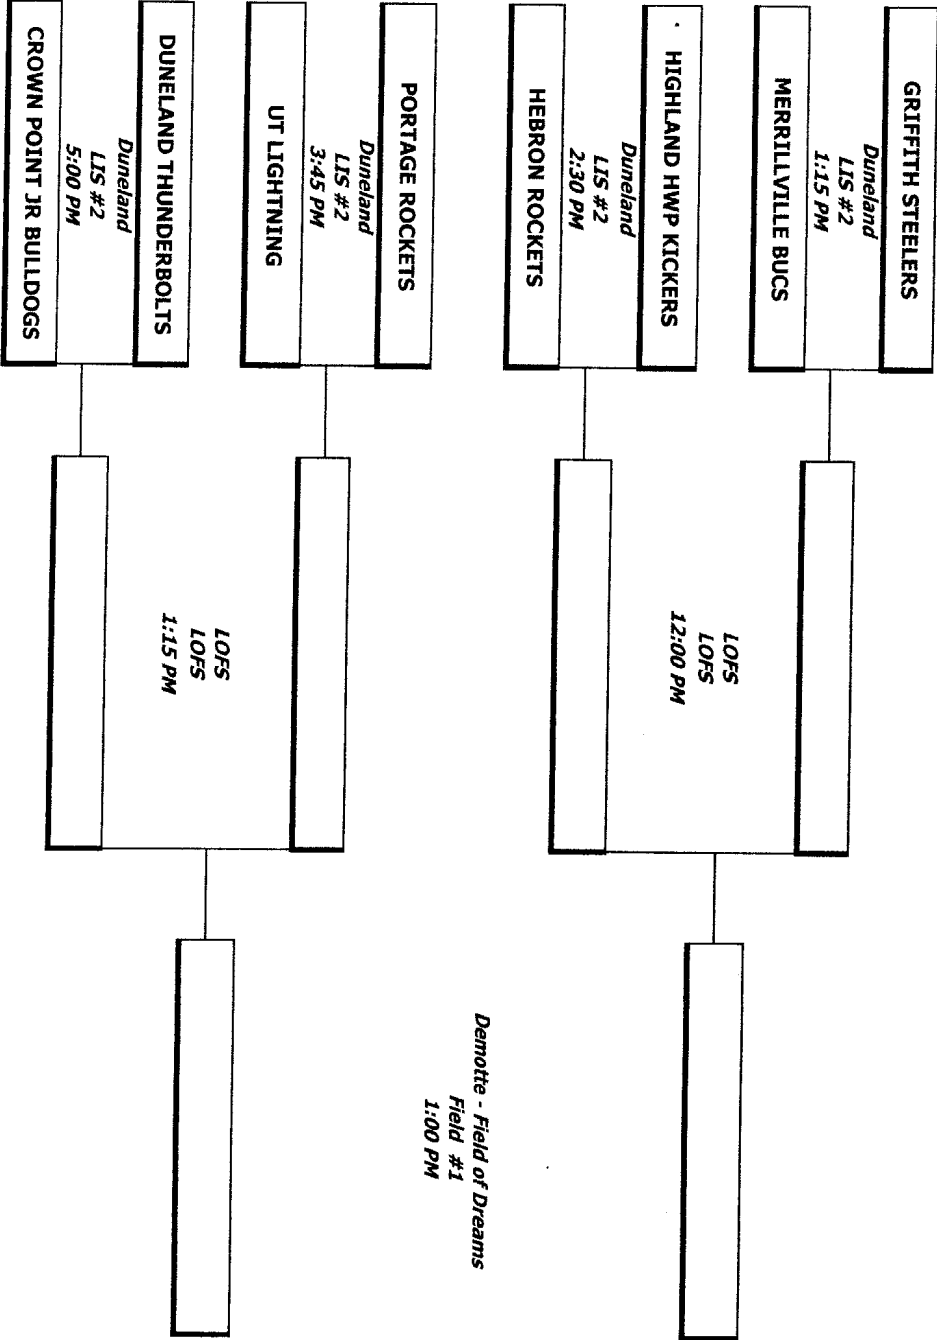 GRIFFITH STEELERS
Duneland
LIS #2
1:15 PM
MERRILLVILLE BUCS
HIGHLAND HWP KICKERS
Duneland
LIS #2
2:30 PM
HEBRON ROCKETS
PORTAGE ROCKETS
Duneland
LIS #2
3:45 PM
UT LIGHTNING
DUNELAND THUNDERBOLTS
Duneland
LIS #2
5:00 PM
CROWN POINT JR BULLDOGS
LOFS
LOFS
12:00 PM
LOFS
LOFS
1:15 PM
Demotte - Field of Dreams
Field #1
1:00 PM